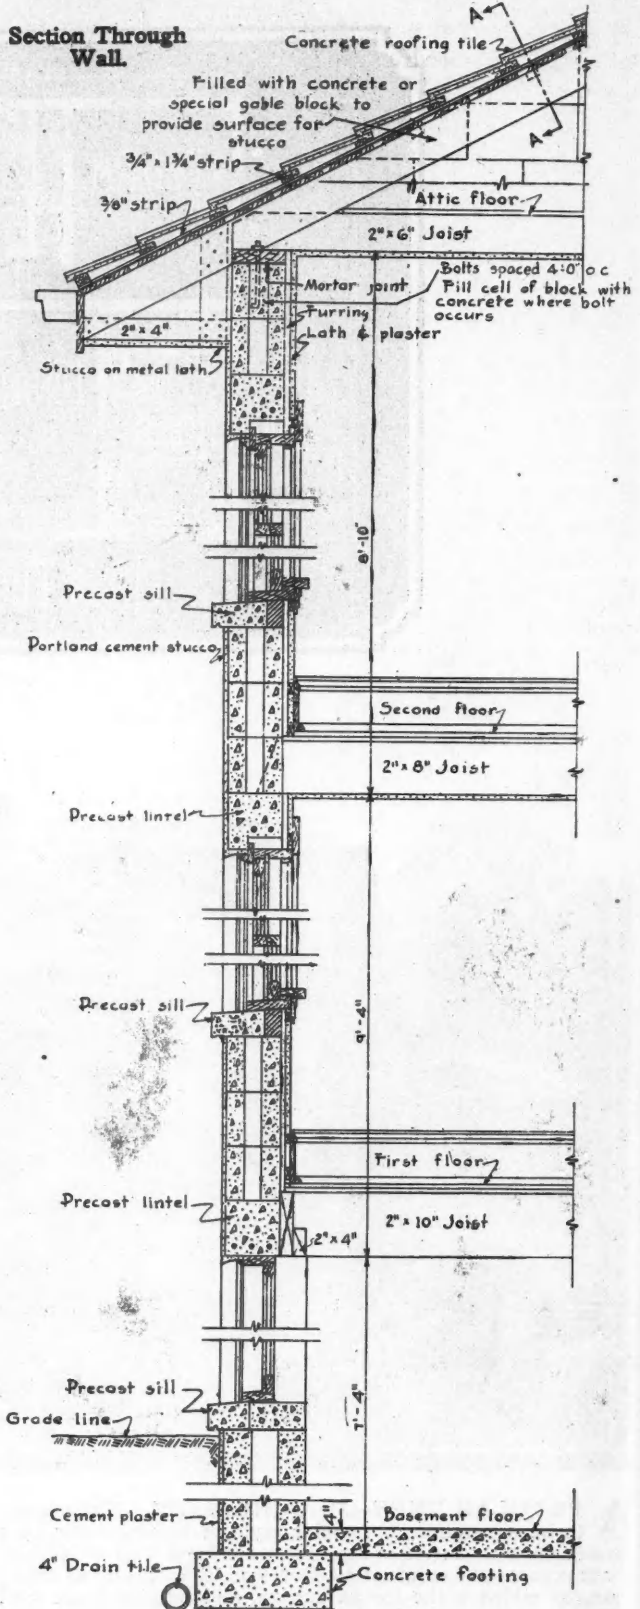 Section Through
Wall.
Concrete roofing tile
A
A
Filled with concrete or
special gable block to
provide surface for
stucco
3/4" x 1 3/4" strip
3/8" strip
Attic floor
2" x 6" Joist
Mortar joint
Bolts spaced 4'-0" o c
Fill cell of block with
concrete where bolt
occurs
Furring
Lath & plaster
2" x 4"
Stucco on metal lath
8'-10"
Precast sill
Portland cement stucco
Second floor
2" x 8" Joist
Precast lintel
9'-4"
Precast sill
First floor
Precast lintel
2" x 10" Joist
2" x 4"
7'-4"
Precast sill
Grade line
Cement plaster
4"
Basement floor
4" Drain tile
Concrete footing